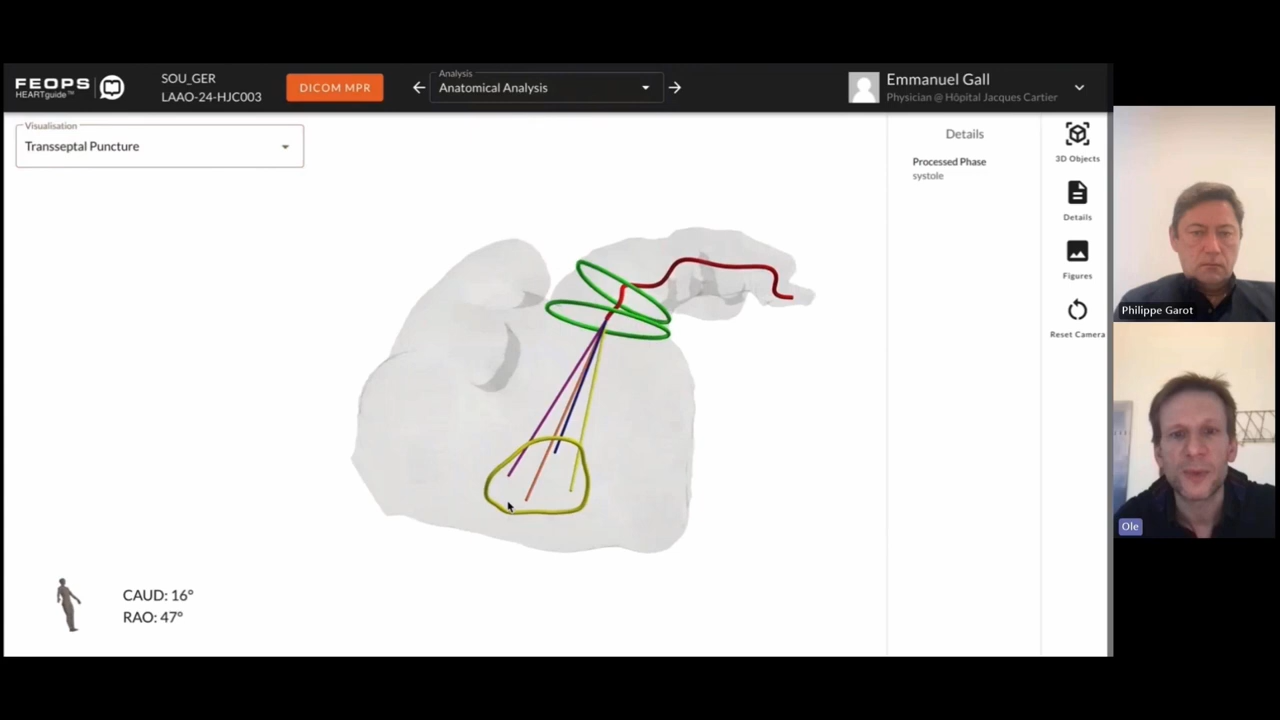 FEOPS
HEARTguide™
SOU_GER
LAAO-24-HJC003
DICOM MPR
Analysis
Anatomical Analysis
Emmanuel Gall
Physician @ Hôpital Jacques Cartier
Visualisation
Transseptal Puncture
Details
Processed Phase
systole
3D Objects
Details
Figures
Reset Camera
Philippe Garot
Ole
CAUD: 16°
RAO: 47°